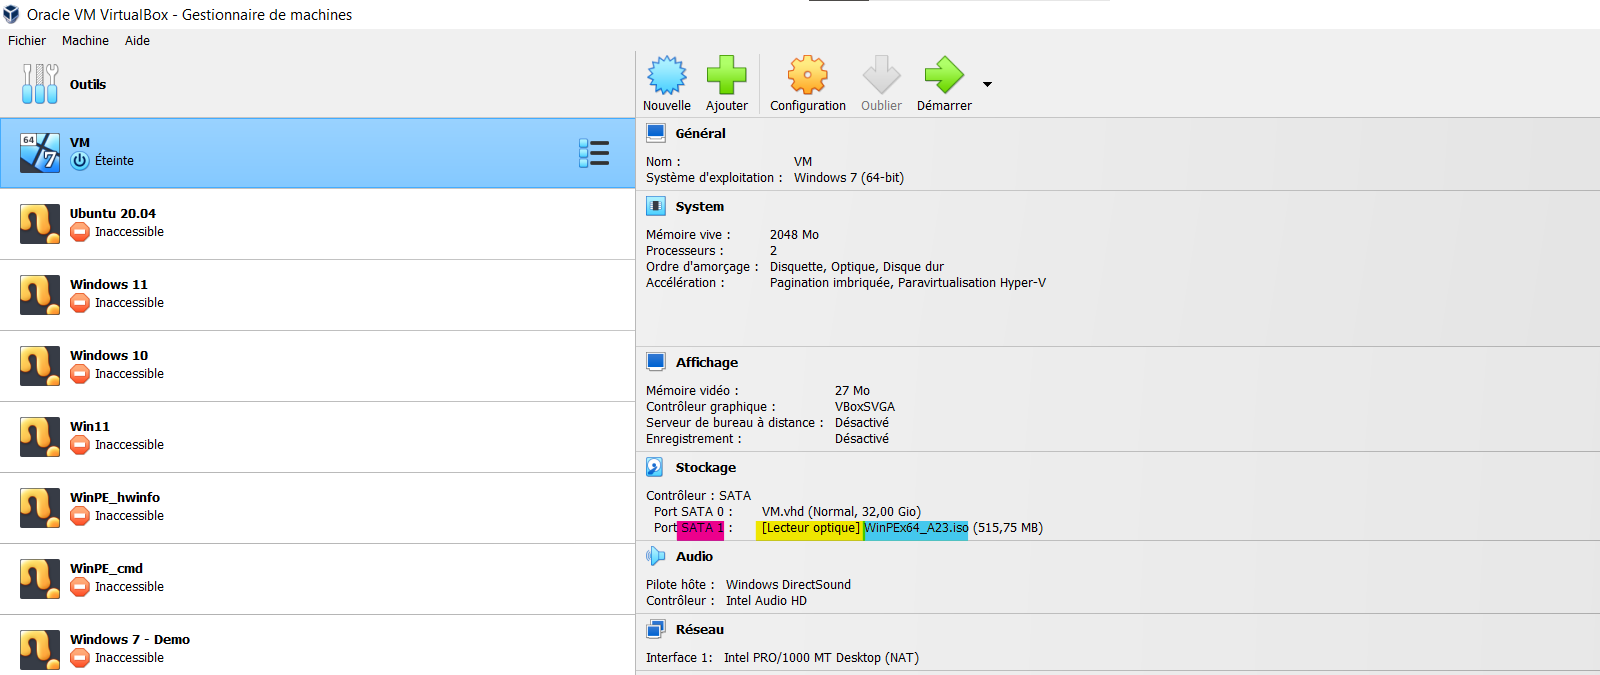 Oracle VM VirtualBox - Gestionnaire de machines
Fichier Machine Aide
Outils
Nouvelle Ajouter Configuration Oublier Démarrer
64
7
VM
Éteinte
Ubuntu 20.04
Inaccessible
Windows 11
Inaccessible
Windows 10
Inaccessible
Win11
Inaccessible
WinPE_hwinfo
Inaccessible
WinPE_cmd
Inaccessible
Windows 7 - Demo
Inaccessible
Général
Nom : VM
Système d'exploitation : Windows 7 (64-bit)
System
Mémoire vive : 2048 Mo
Processeurs : 2
Ordre d'amorçage : Disquette, Optique, Disque dur
Accélération : Pagination imbriquée, Paravirtualisation Hyper-V
Affichage
Mémoire vidéo : 27 Mo
Contrôleur graphique : VBoxSVGA
Serveur de bureau à distance : Désactivé
Enregistrement : Désactivé
Stockage
Contrôleur : SATA
Port SATA 0 : VM.vhd (Normal, 32,00 Gio)
Port SATA 1 : [Lecteur optique] WinPEx64_A23.iso (515,75 MB)
Audio
Pilote hôte : Windows DirectSound
Contrôleur : Intel Audio HD
Réseau
Interface 1: Intel PRO/1000 MT Desktop (NAT)